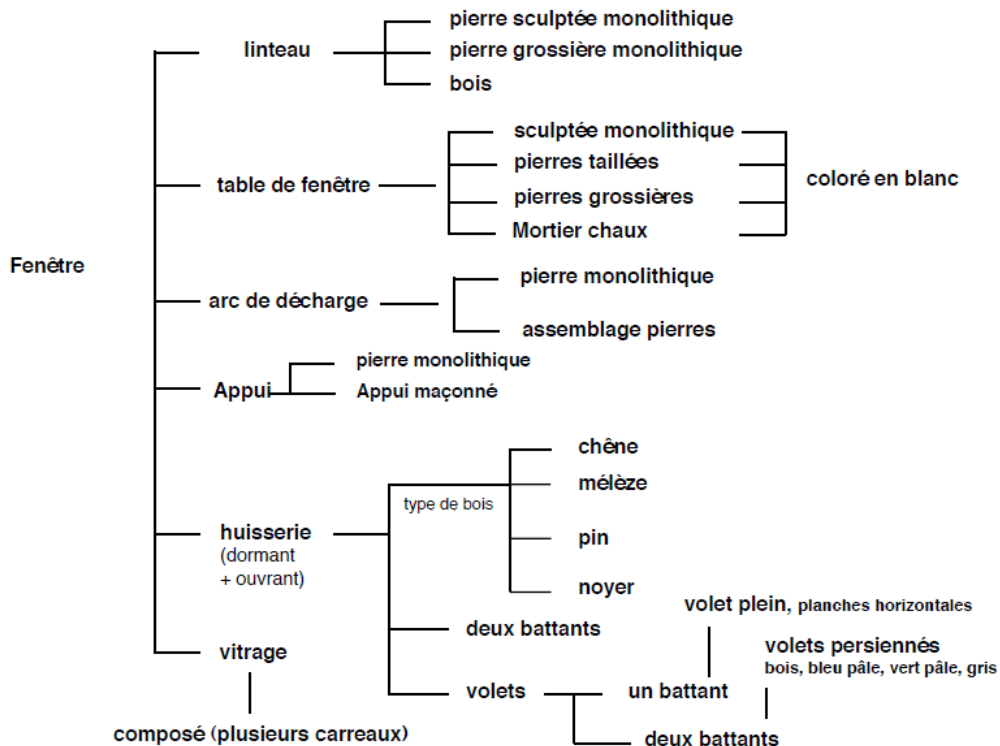 Fenêtre
linteau
pierre sculptée monolithique
pierre grossière monolithique
bois
table de fenêtre
sculptée monolithique
pierres taillées
pierres grossières
Mortier chaux
coloré en blanc
arc de décharge
pierre monolithique
assemblage pierres
Appui
pierre monolithique
Appui maçonné
huisserie
(dormant
+ ouvrant)
type de bois
chêne
mélèze
pin
noyer
deux battants
volets
un battant
volet plein, planches horizontales
deux battants
volets persiennés
bois, bleu pâle, vert pâle, gris
vitrage
composé (plusieurs carreaux)